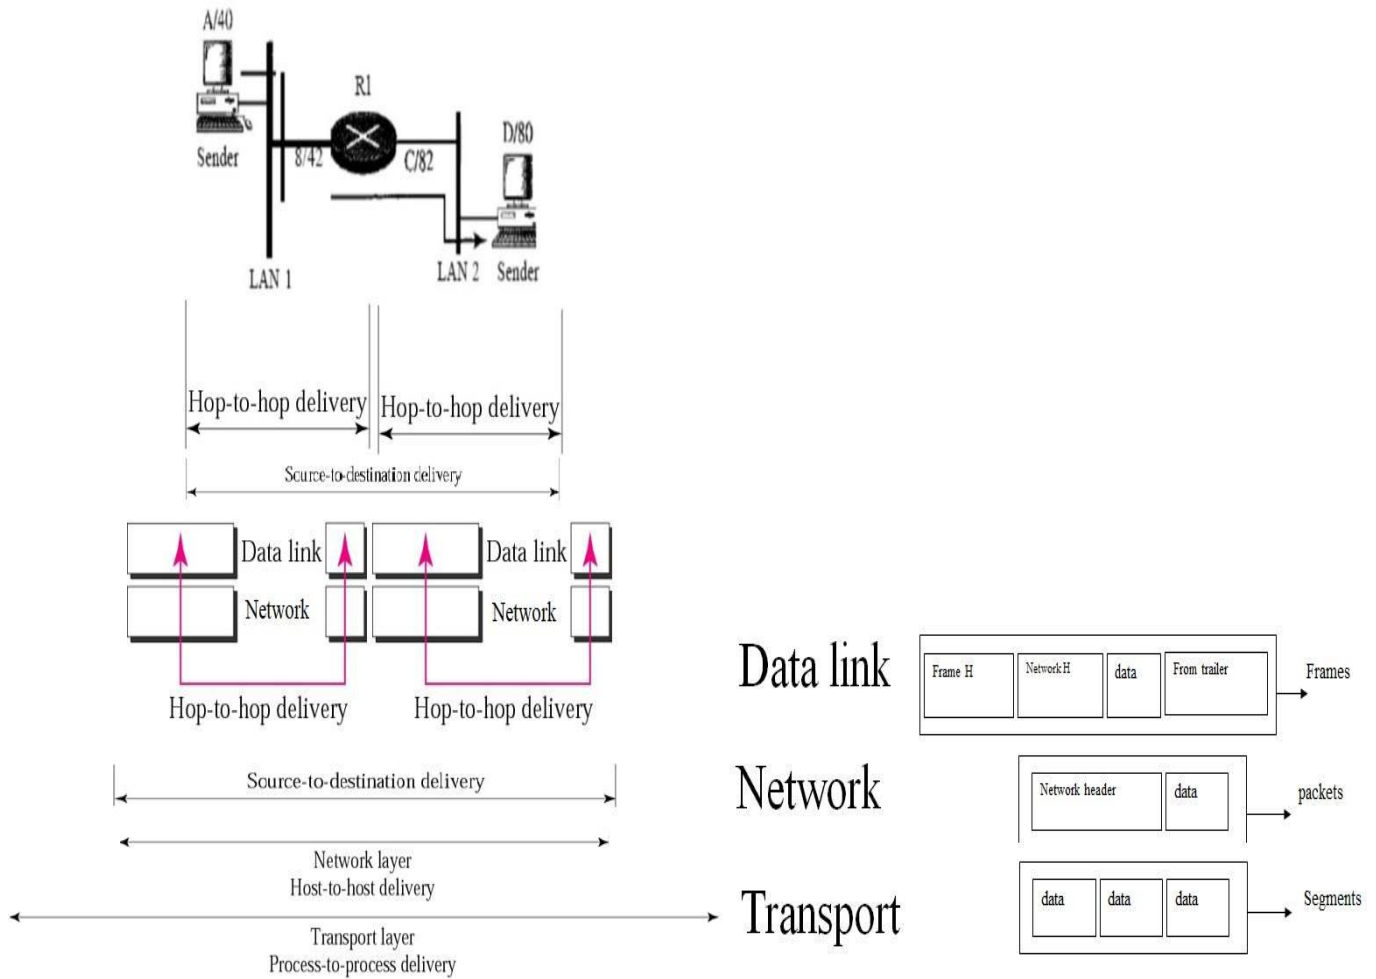 A/40
R1
D/80
Sender
8/42
C/82
LAN 1
LAN 2
Sender
Hop-to-hop delivery
Hop-to-hop delivery
Source-to-destination delivery
Data link
Data link
Network
Network
Hop-to-hop delivery
Hop-to-hop delivery
Source-to-destination delivery
Network layer
Host-to-host delivery
Transport layer
Process-to-process delivery
Data link
Frame H
Network H
data
From trailer
Frames
Network
Network header
data
packets
Transport
data
data
data
Segments